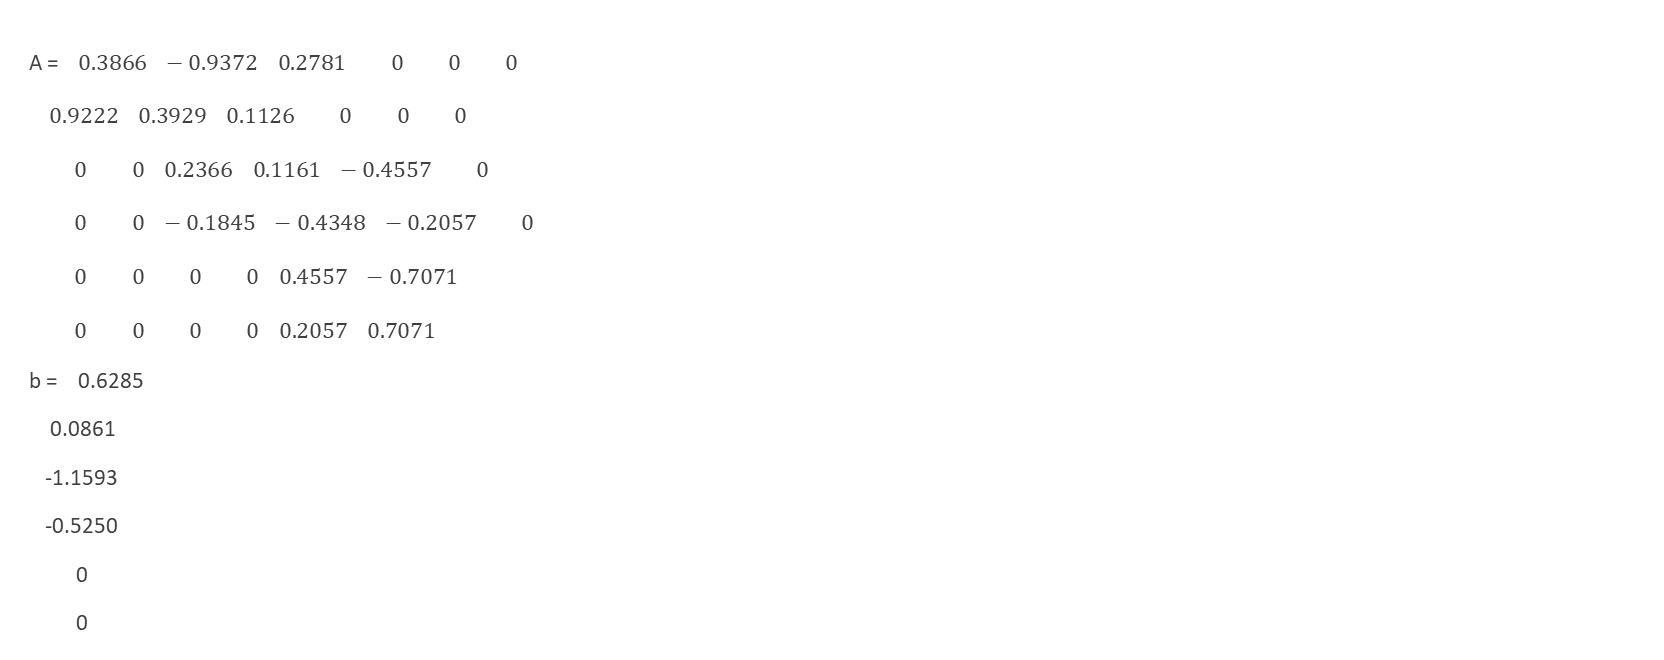 A = 0.3866 − 0.9372 0.2781 0 0 0
0.9222 0.3929 0.1126 0 0 0
0 0 0.2366 0.1161 − 0.4557 0
0 0 − 0.1845 − 0.4348 − 0.2057 0
0 0 0 0 0.4557 − 0.7071
0 0 0 0 0.2057 0.7071
b = 0.6285
0.0861
-1.1593
-0.5250
0
0